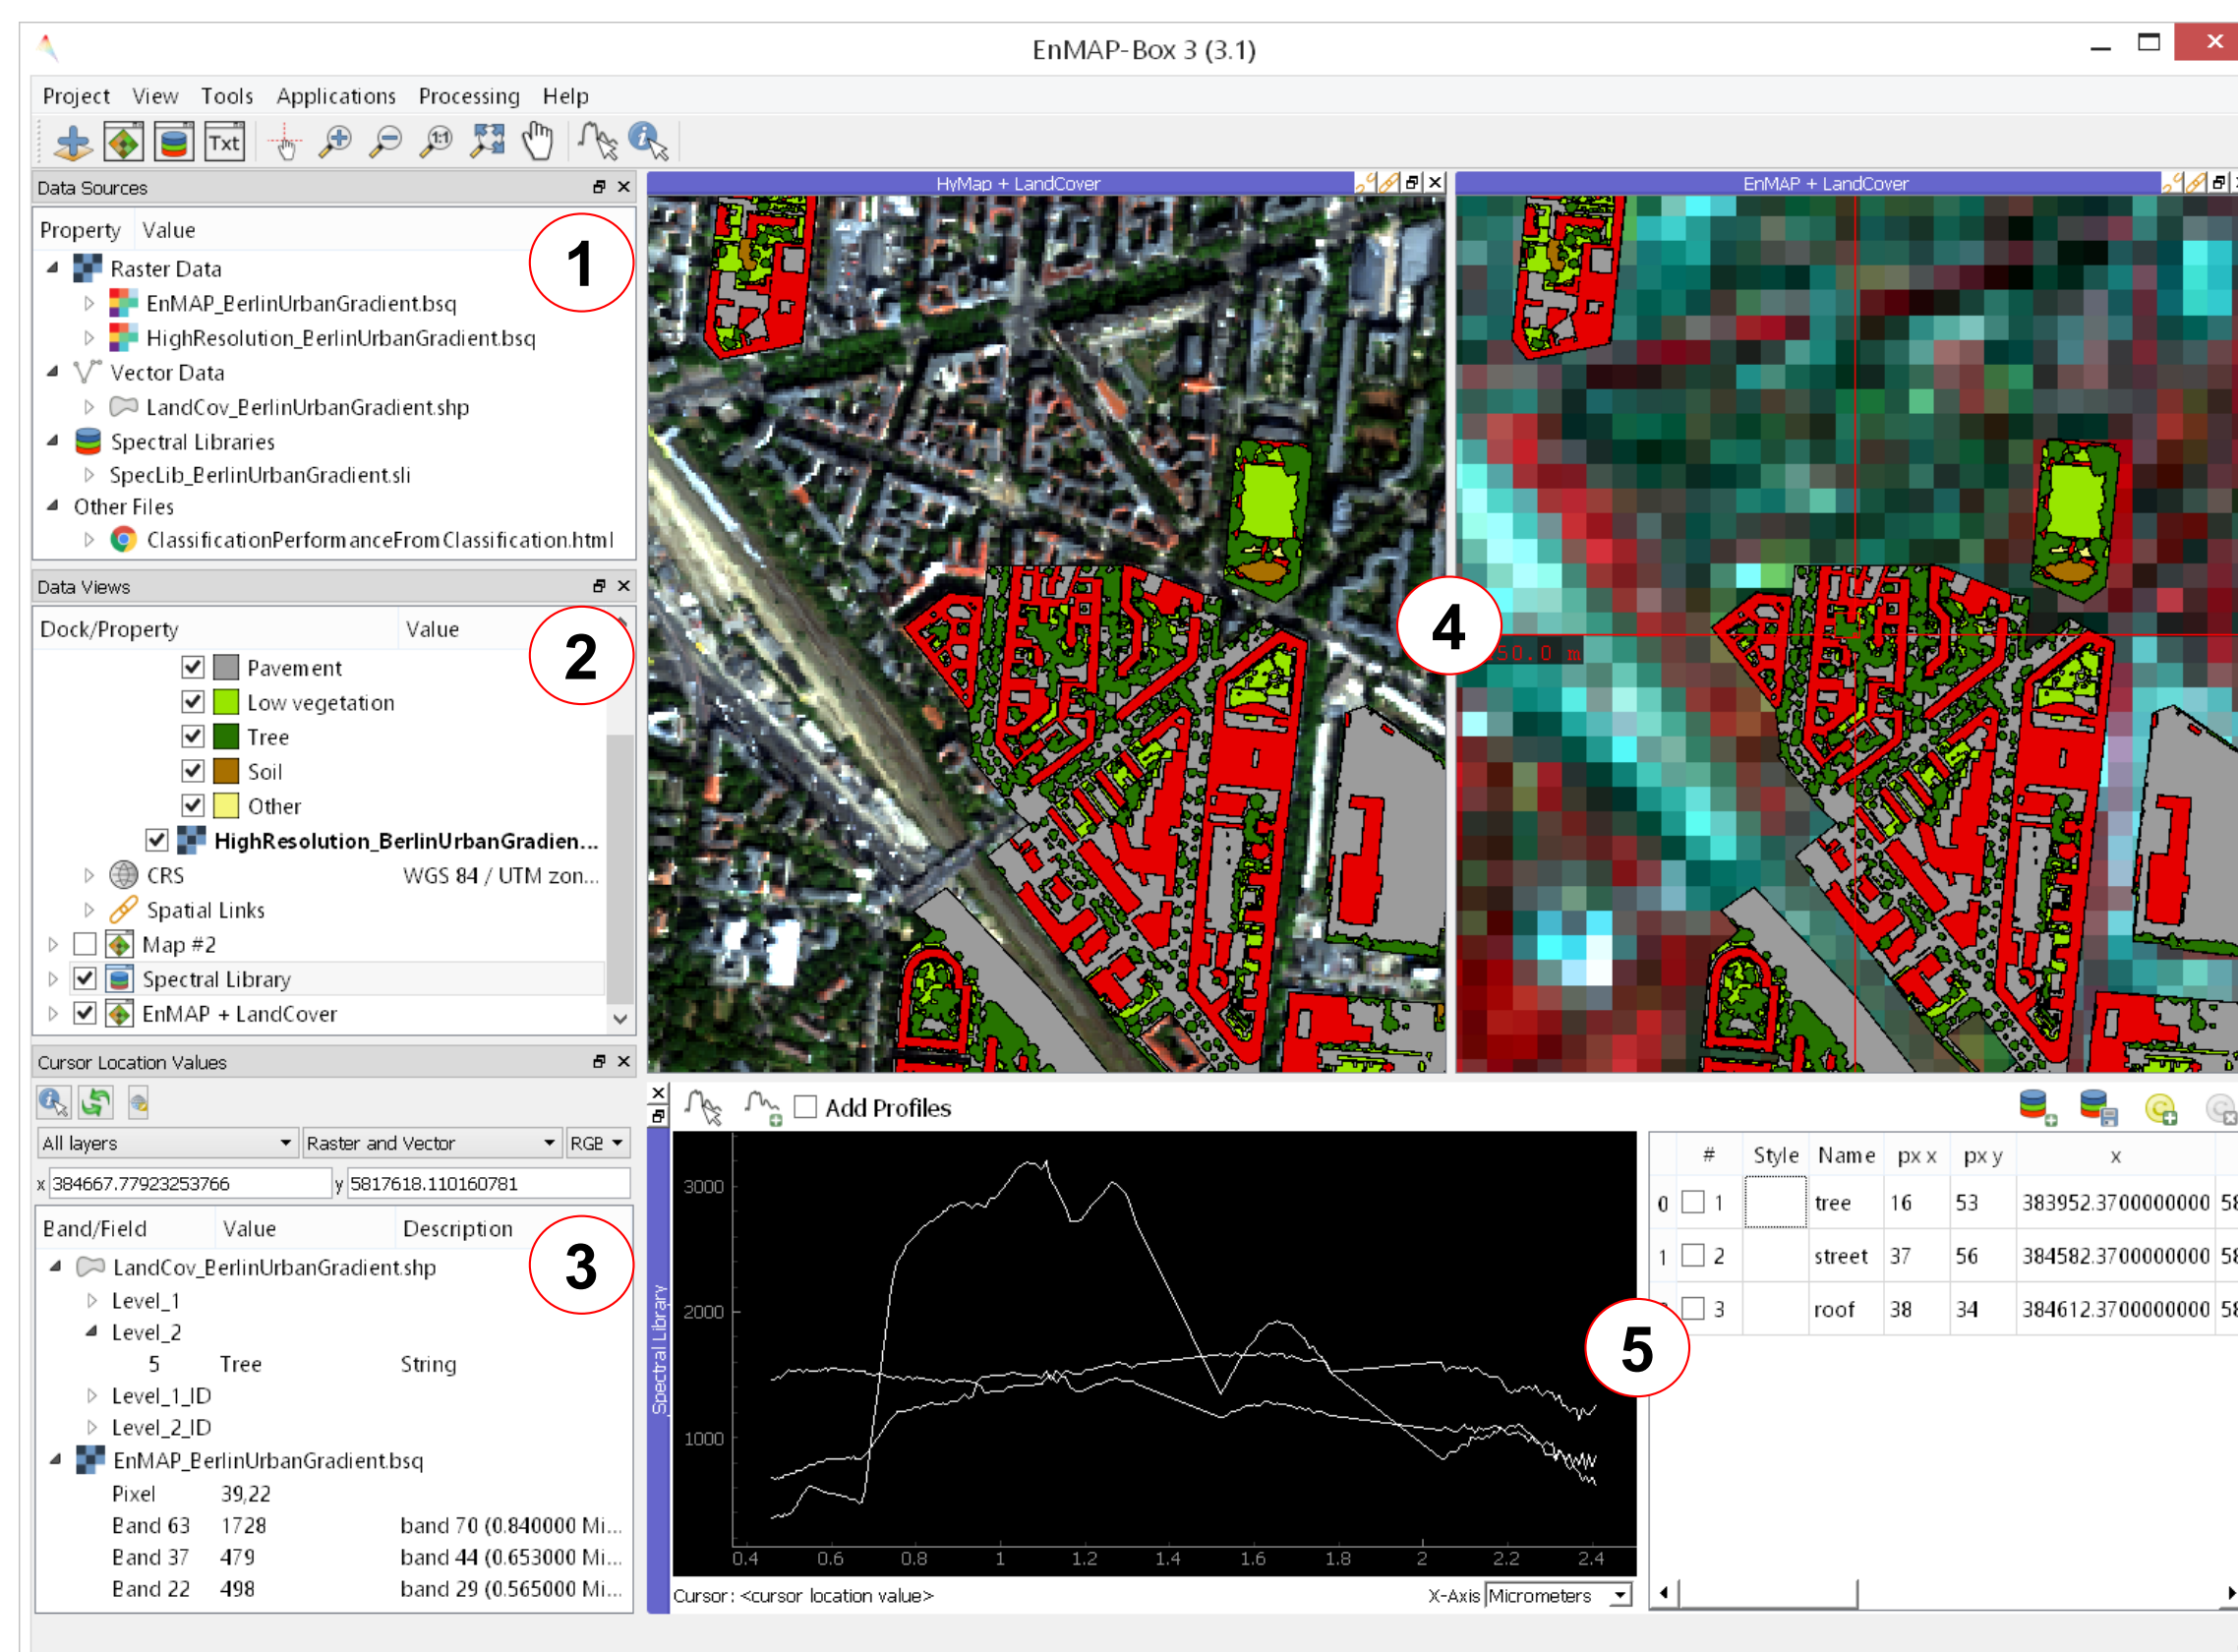 EnMAP-Box 3 (3.1)
Project View Tools Applications Processing Help
Txt
1:1
Data Sources
Property Value
1
Raster Data
EnMAP_BerlinUrbanGradient.bsq
HighResolution_BerlinUrbanGradient.bsq
Vector Data
LandCov_BerlinUrbanGradient.shp
Spectral Libraries
SpecLib_BerlinUrbanGradient.sli
Other Files
ClassificationPerformanceFromClassification.html
Data Views
Dock/Property Value
2
Pavement
Low vegetation
Tree
Soil
Other
HighResolution_BerlinUrbanGradien...
CRS WGS 84 / UTM zon...
Spatial Links
Map #2
Spectral Library
EnMAP + LandCover
Cursor Location Values
All layers Raster and Vector RGB
x 384667.77923253766 y 5817618.110160781
Band/Field Value Description
3
LandCov_BerlinUrbanGradient.shp
Level_1
Level_2
5 Tree String
Level_1_ID
Level_2_ID
EnMAP_BerlinUrbanGradient.bsq
Pixel 39,22
Band 63 1728 band 70 (0.840000 Mi...
Band 37 479 band 44 (0.653000 Mi...
Band 22 498 band 29 (0.565000 Mi...
HyMap + LandCover
EnMAP + LandCover
4
50.0 m
Add Profiles
Spectral Library
3000
2000
1000
0.4 0.6 0.8 1 1.2 1.4 1.6 1.8 2 2.2 2.4
Cursor: <cursor location value> X-Axis Micrometers
5
# Style Name px x px y x
0 1 tree 16 53 383952.3700000000 58
1 2 street 37 56 384582.3700000000 58
3 roof 38 34 384612.3700000000 58